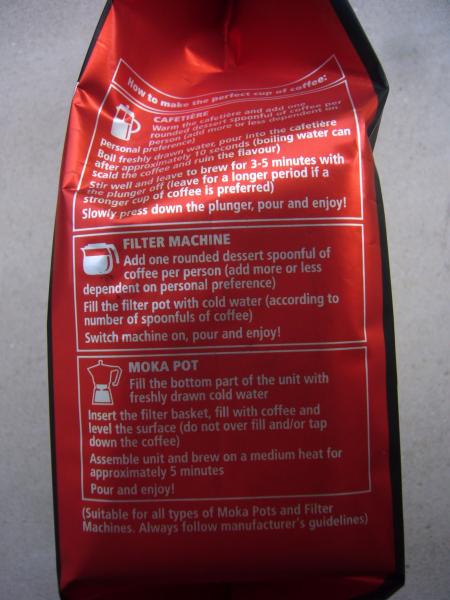 How to make the perfect cup of coffee:
CAFETIÈRE
Warm the cafetière and add one
rounded dessert spoonful of coffee per
person (add more or less dependent on
personal preference)
Boil freshly drawn water, pour into the cafetière
after approximately 10 seconds (boiling water can
scald the coffee and ruin the flavour)
Stir well and leave to brew for 3-5 minutes with
the plunger off (leave for a longer period if a
stronger cup of coffee is preferred)
Slowly press down the plunger, pour and enjoy!
FILTER MACHINE
Add one rounded dessert spoonful of
coffee per person (add more or less
dependent on personal preference)
Fill the filter pot with cold water (according to
number of spoonfuls of coffee)
Switch machine on, pour and enjoy!
MOKA POT
Fill the bottom part of the unit with
freshly drawn cold water
Insert the filter basket, fill with coffee and
level the surface (do not over fill and/or tap
down the coffee)
Assemble unit and brew on a medium heat for
approximately 5 minutes
Pour and enjoy!
(Suitable for all types of Moka Pots and Filter
Machines. Always follow manufacturer's guidelines)